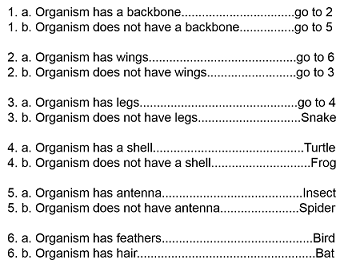 1. a. Organism has a backbone................................go to 2
1. b. Organism does not have a backbone...............go to 5
2. a. Organism has wings.........................................go to 6
2. b. Organism does not have wings.........................go to 3
3. a. Organism has legs............................................go to 4
3. b. Organism does not have legs.............................Snake
4. a. Organism has a shell..........................................Turtle
4. b. Organism does not have a shell............................Frog
5. a. Organism has antenna.......................................Insect
5. b. Organism does not have antenna......................Spider
6. a. Organism has feathers..........................................Bird
6. b. Organism has hair..................................................Bat